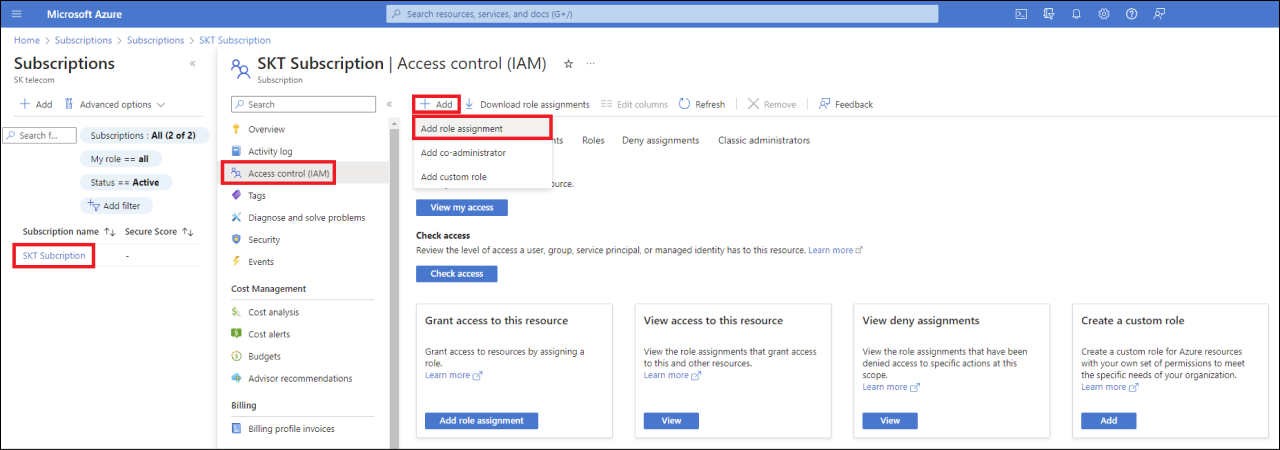 Microsoft Azure
Search resources, services, and docs (G+/)
Home > Subscriptions > Subscriptions > SKT Subscription
Subscriptions
SK telecom
+ Add
Advanced options
Search f...
Subscriptions : All (2 of 2)
My role == all
Status == Active
Add filter
Subscription name ↑↓ Secure Score ↑↓
SKT Subcription -
SKT Subscription | Access control (IAM) ☆ ...
Subscription
Search
«
Overview
Activity log
Access control (IAM)
Tags
Diagnose and solve problems
Security
Events
Cost Management
Cost analysis
Cost alerts
Budgets
Advisor recommendations
Billing
Billing profile invoices
+ Add Download role assignments Edit columns Refresh Remove Feedback
Add role assignment
Add co-administrator
Add custom role
nts Roles Deny assignments Classic administrators
ource.
View my access
Check access
Review the level of access a user, group, service principal, or managed identity has to this resource. Learn more
Check access
Grant access to this resource
Grant access to resources by assigning a
role.
Learn more
Add role assignment
View access to this resource
View the role assignments that grant access
to this and other resources.
Learn more
View
View deny assignments
View the role assignments that have been
denied access to specific actions at this
scope.
Learn more
View
Create a custom role
Create a custom role for Azure resources
with your own set of permissions to meet
the specific needs of your organization.
Learn more
Add